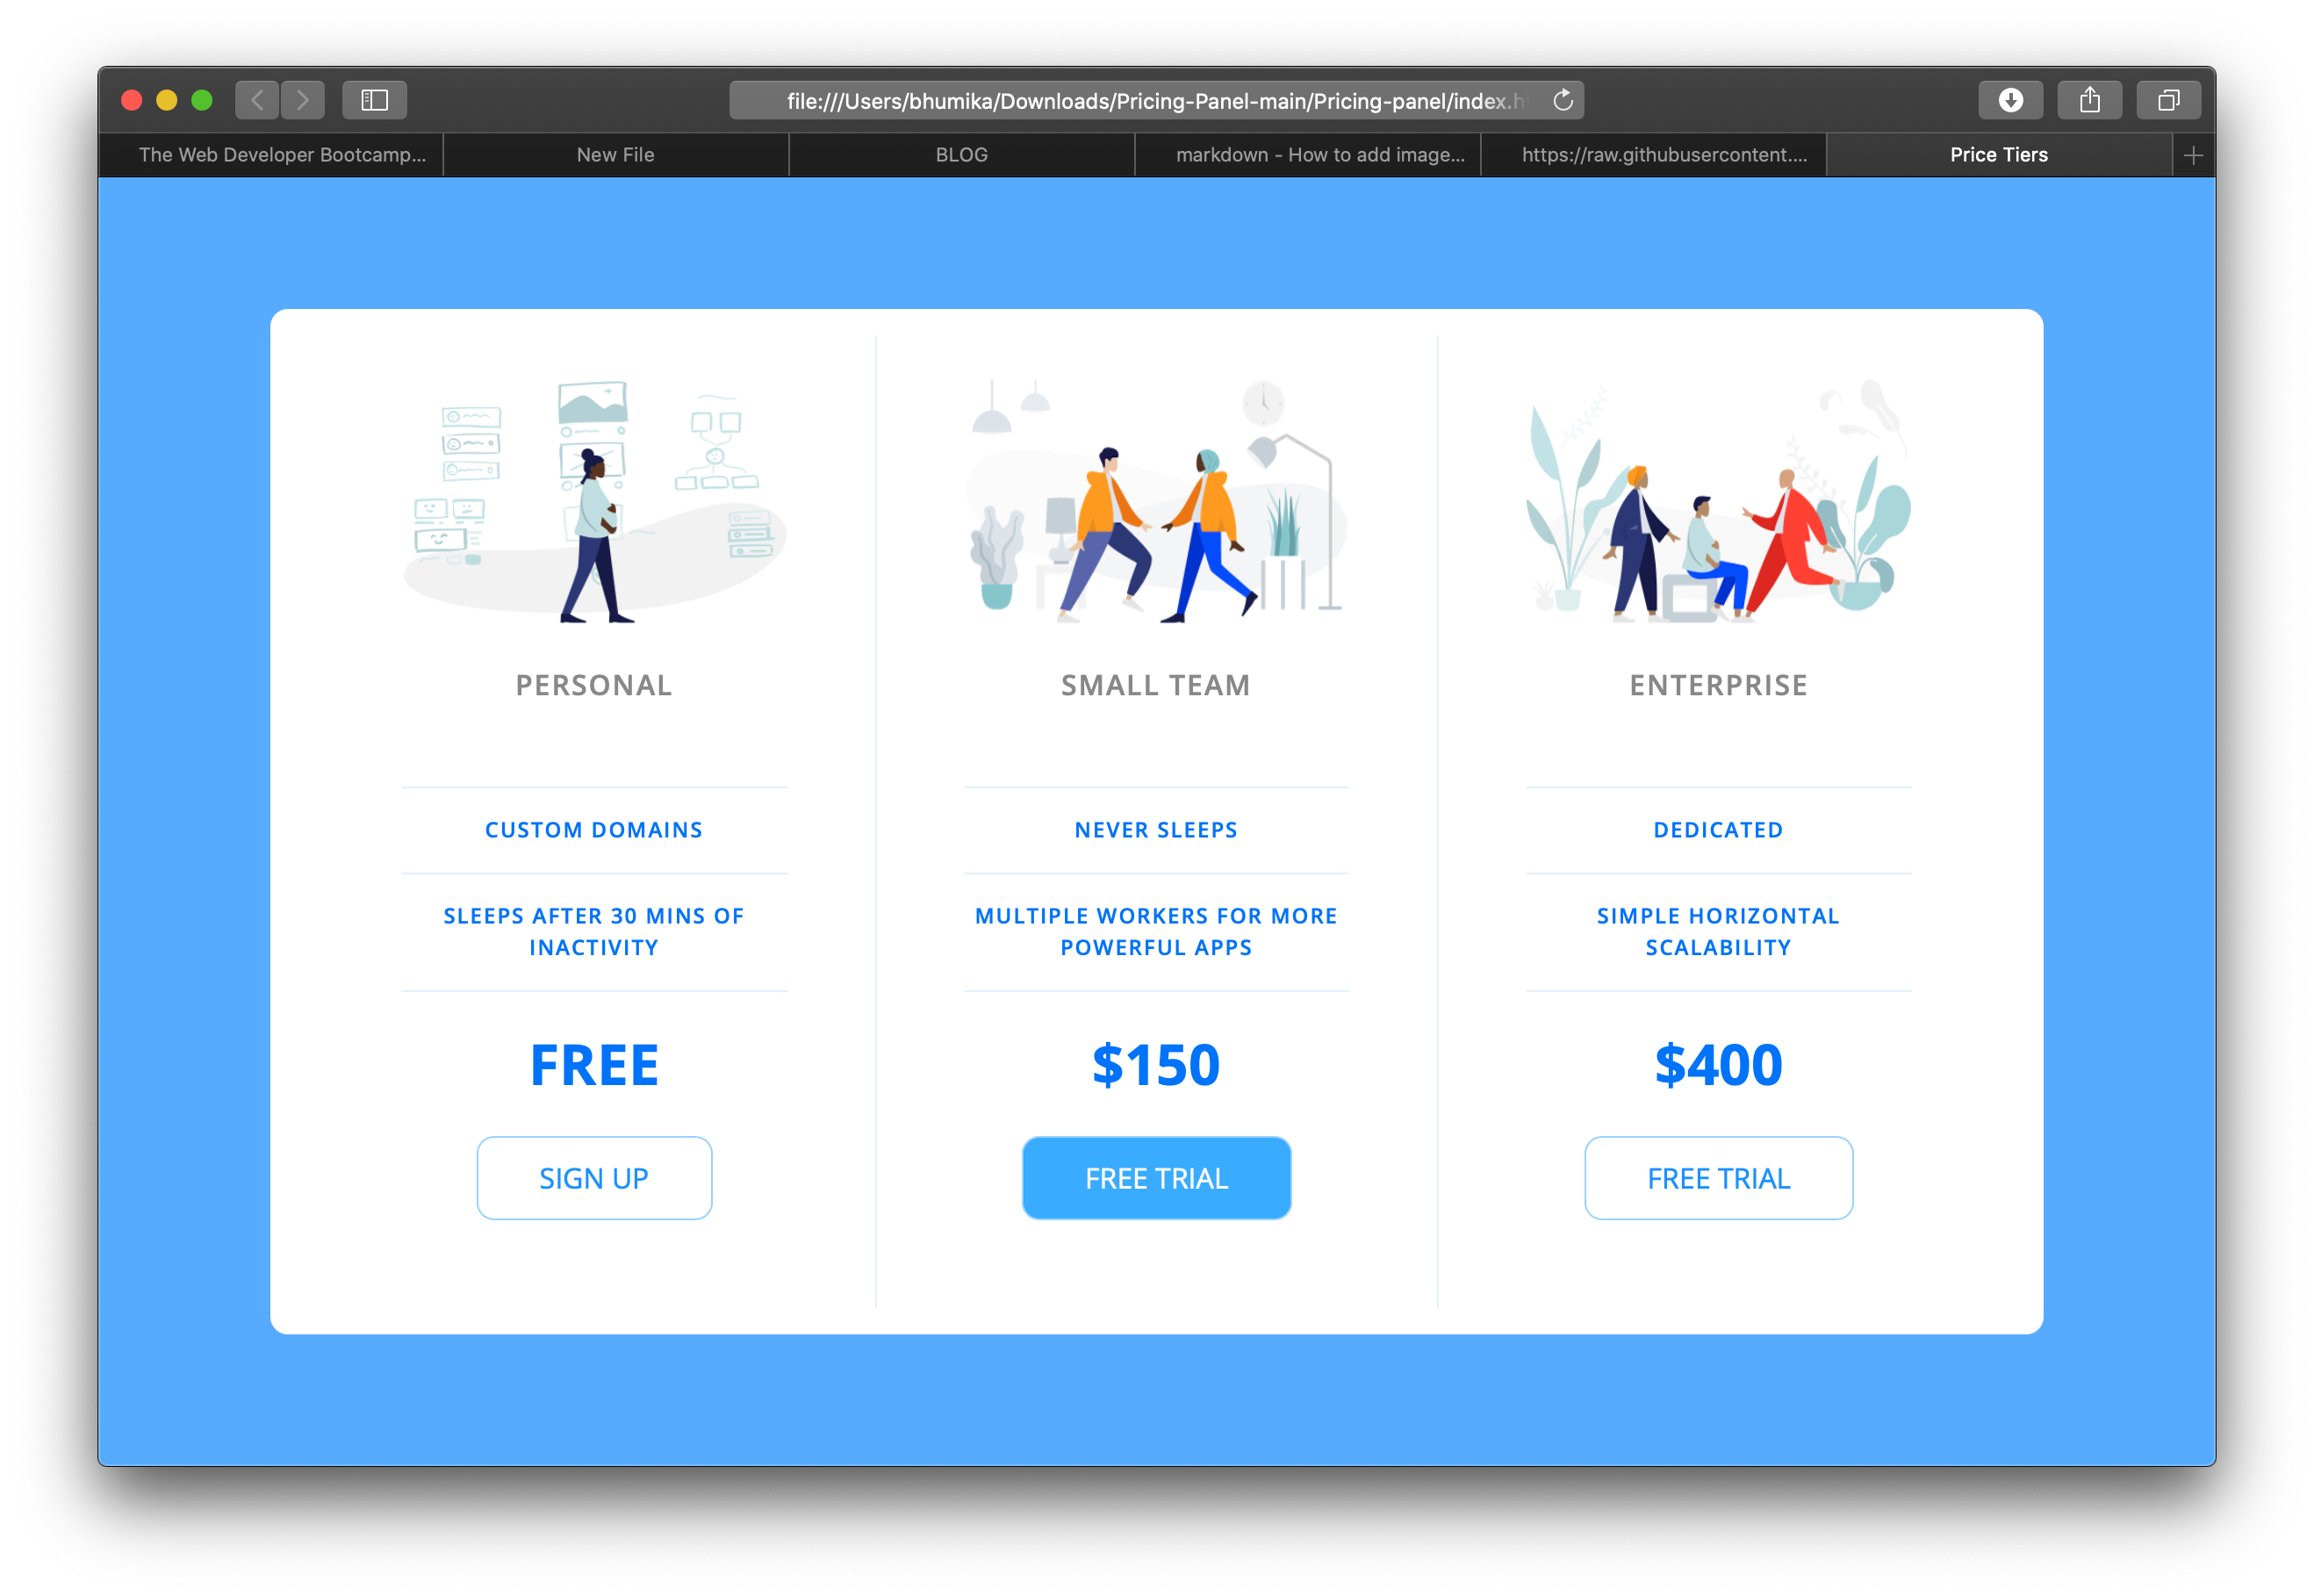 file:///Users/bhumika/Downloads/Pricing-Panel-main/Pricing-panel/index.h
The Web Developer Bootcamp...
New File
BLOG
markdown - How to add image...
https://raw.githubusercontent....
Price Tiers
PERSONAL
CUSTOM DOMAINS
SLEEPS AFTER 30 MINS OF
INACTIVITY
FREE
SIGN UP
SMALL TEAM
NEVER SLEEPS
MULTIPLE WORKERS FOR MORE
POWERFUL APPS
$150
FREE TRIAL
ENTERPRISE
DEDICATED
SIMPLE HORIZONTAL
SCALABILITY
$400
FREE TRIAL